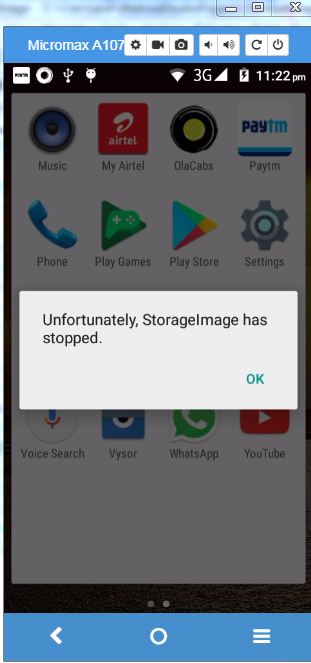 Micromax A107
3G 11:22 pm
airtel
paytm
Music My Airtel OlaCabs Paytm
Phone Play Games Play Store Settings
Unfortunately, StorageImage has
stopped.
OK
Voice Search Vysor WhatsApp YouTube